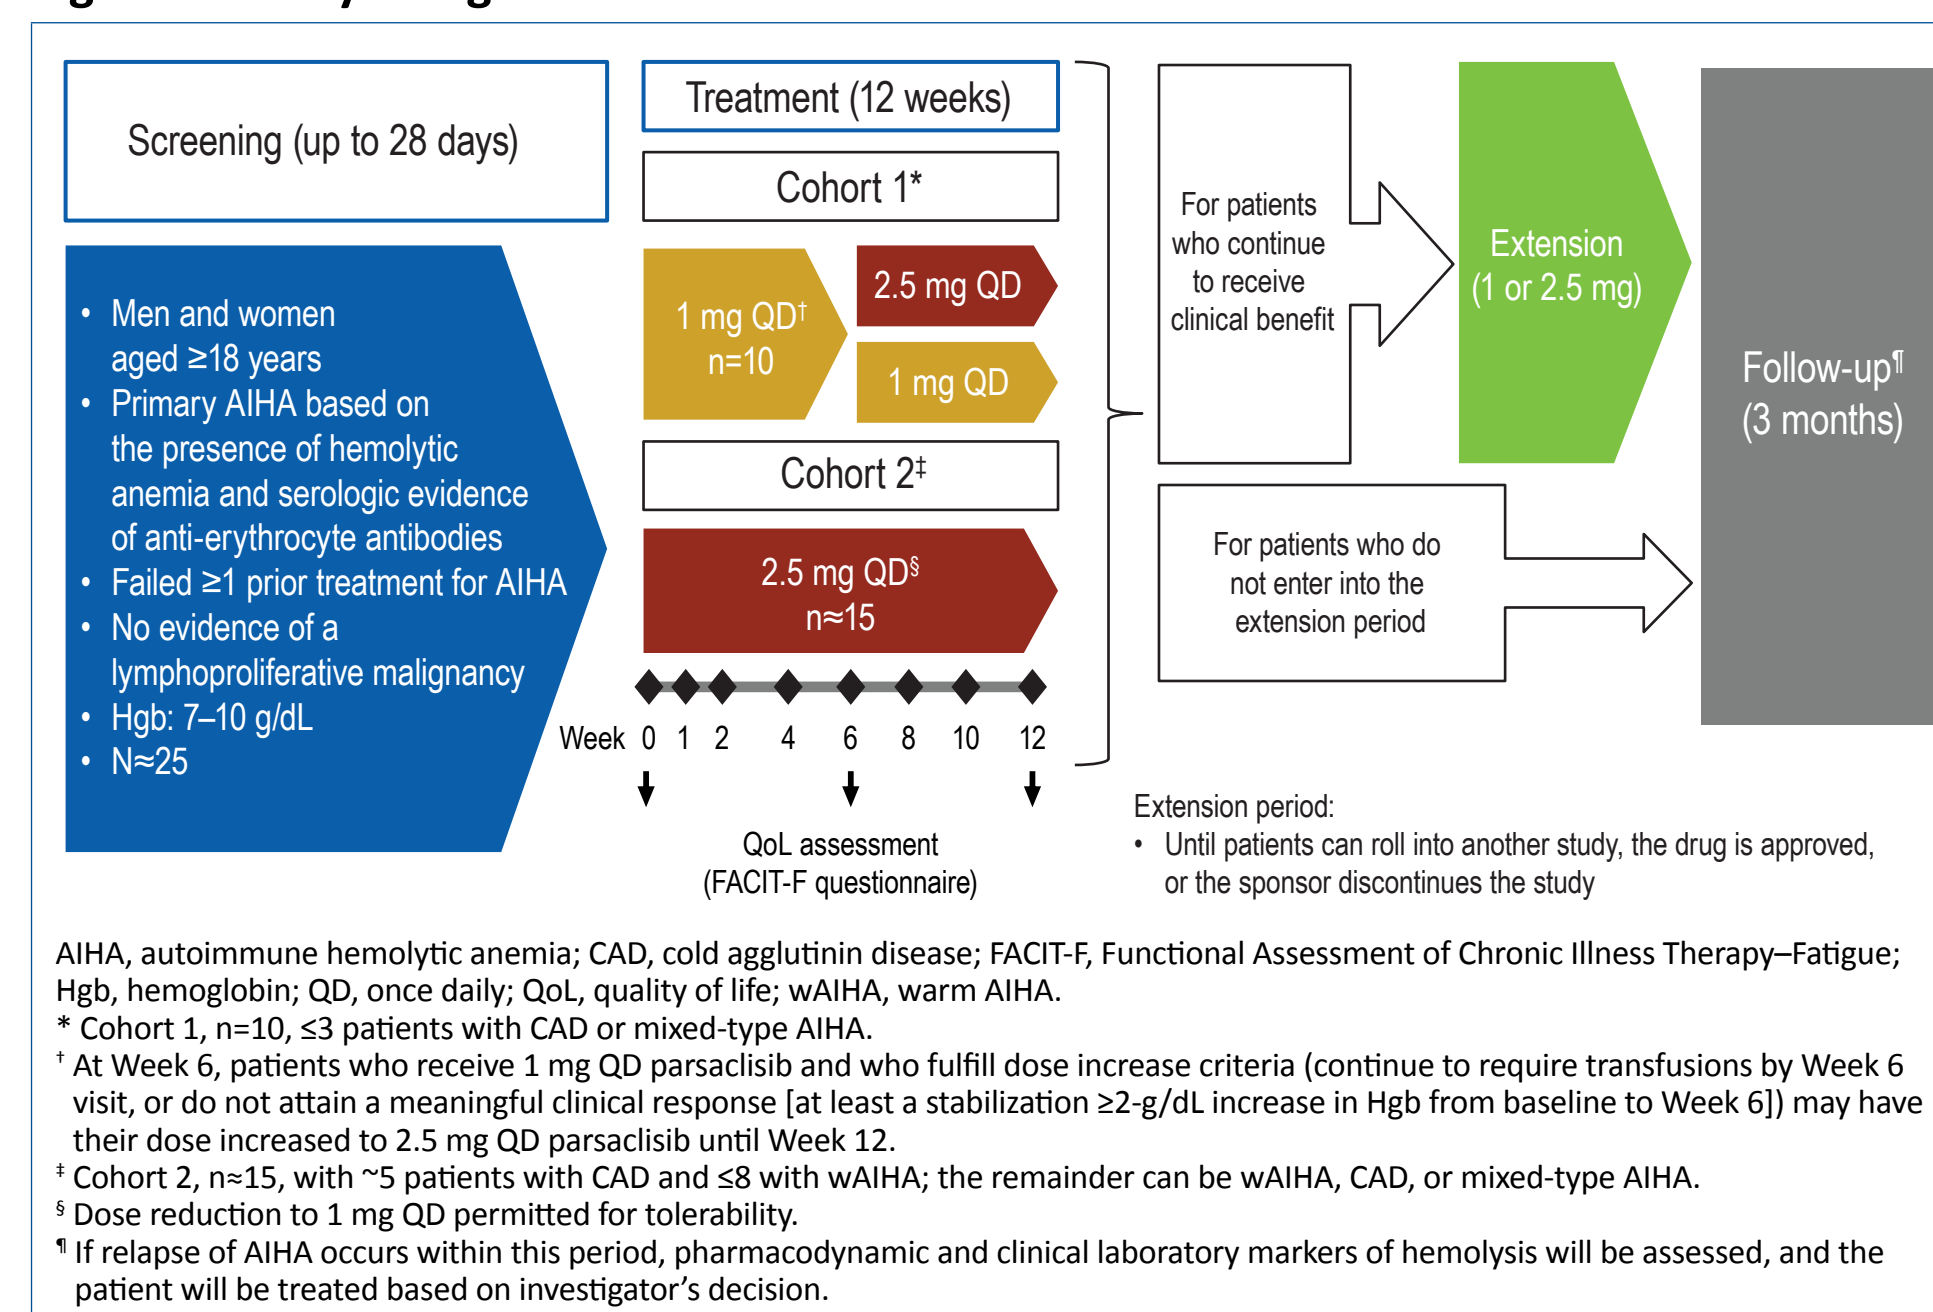 Screening (up to 28 days)
• Men and women
aged ≥18 years
• Primary AIHA based on
the presence of hemolytic
anemia and serologic evidence
of anti-erythrocyte antibodies
• Failed ≥1 prior treatment for AIHA
• No evidence of a
lymphoproliferative malignancy
• Hgb: 7–10 g/dL
• N≈25
Treatment (12 weeks)
Cohort 1*
1 mg QD†
n=10
2.5 mg QD
1 mg QD
Cohort 2‡
2.5 mg QD§
n≈15
Week 0 1 2 4 6 8 10 12
QoL assessment
(FACIT-F questionnaire)
For patients
who continue
to receive
clinical benefit
Extension
(1 or 2.5 mg)
For patients who do
not enter into the
extension period
Follow-up¶
(3 months)
Extension period:
• Until patients can roll into another study, the drug is approved,
or the sponsor discontinues the study
AIHA, autoimmune hemolytic anemia; CAD, cold agglutinin disease; FACIT-F, Functional Assessment of Chronic Illness Therapy–Fatigue;
Hgb, hemoglobin; QD, once daily; QoL, quality of life; wAIHA, warm AIHA.
* Cohort 1, n=10, ≤3 patients with CAD or mixed-type AIHA.
† At Week 6, patients who receive 1 mg QD parsaclisib and who fulfill dose increase criteria (continue to require transfusions by Week 6
visit, or do not attain a meaningful clinical response [at least a stabilization ≥2-g/dL increase in Hgb from baseline to Week 6]) may have
their dose increased to 2.5 mg QD parsaclisib until Week 12.
‡ Cohort 2, n≈15, with ~5 patients with CAD and ≤8 with wAIHA; the remainder can be wAIHA, CAD, or mixed-type AIHA.
§ Dose reduction to 1 mg QD permitted for tolerability.
¶ If relapse of AIHA occurs within this period, pharmacodynamic and clinical laboratory markers of hemolysis will be assessed, and the
patient will be treated based on investigator’s decision.